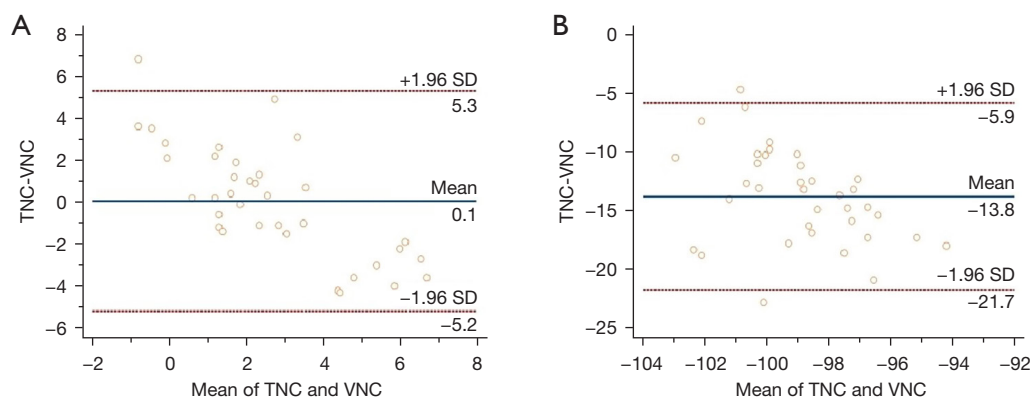 A
8
6
4
2
0
−2
−4
−6
TNC-VNC
+1.96 SD
5.3
Mean
0.1
−1.96 SD
−5.2
−2 0 2 4 6 8
Mean of TNC and VNC
B
0
−5
−10
−15
−20
−25
TNC-VNC
+1.96 SD
−5.9
Mean
−13.8
−1.96 SD
−21.7
−104 −102 −100 −98 −96 −94 −92
Mean of TNC and VNC